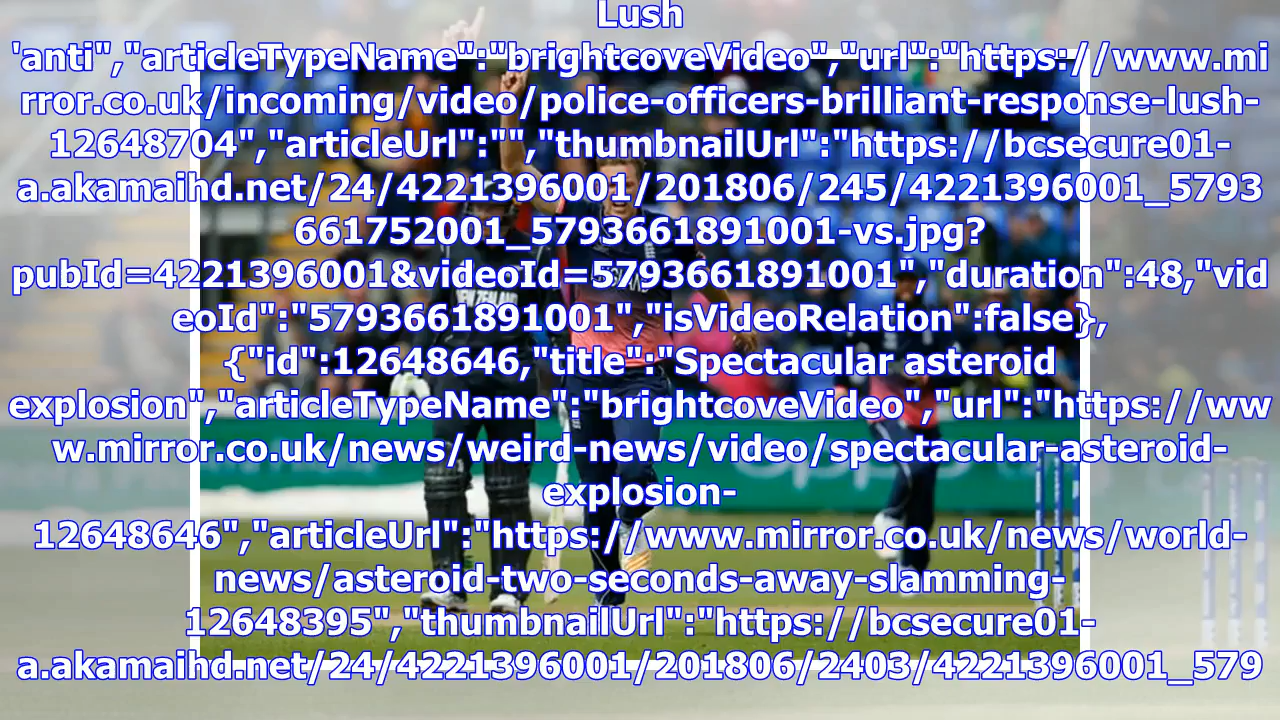 Lush
'anti","articleTypeName":"brightcoveVideo","url":"https://www.mi
rror.co.uk/incoming/video/police-officers-brilliant-response-lush-
12648704","articleUrl":"","thumbnailUrl":"https://bcsecure01-
a.akamaihd.net/24/4221396001/201806/245/4221396001_5793
661752001_5793661891001-vs.jpg?
pubId=4221396001&videoId=5793661891001","duration":48,"vid
eoId":"5793661891001","isVideoRelation":false},
{"id":12648646,"title":"Spectacular asteroid
explosion","articleTypeName":"brightcoveVideo","url":"https://ww
w.mirror.co.uk/news/weird-news/video/spectacular-asteroid-
explosion-
12648646","articleUrl":"https://www.mirror.co.uk/news/world-
news/asteroid-two-seconds-away-slamming-
12648395","thumbnailUrl":"https://bcsecure01-
a.akamaihd.net/24/4221396001/201806/2403/4221396001_579